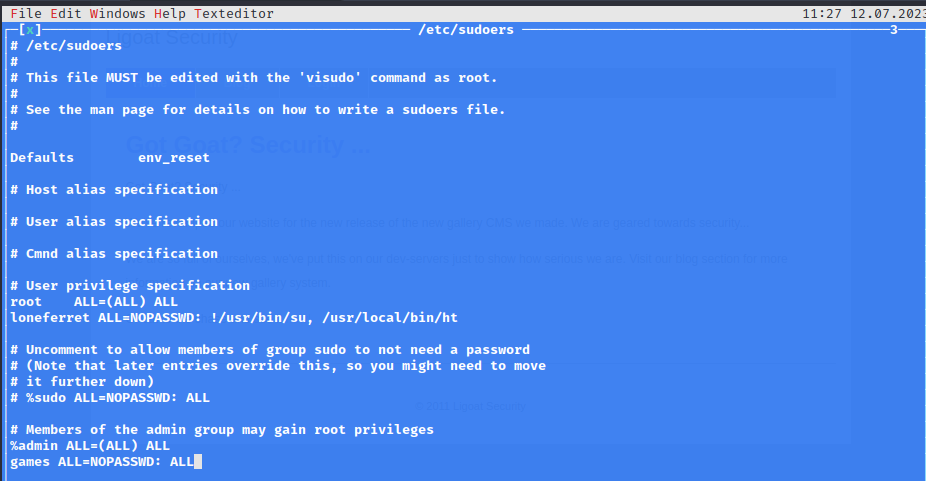 File Edit Windows Help Texteditor 11:27 12.07.2023
[x] /etc/sudoers 3
# /etc/sudoers
#
# This file MUST be edited with the 'visudo' command as root.
#
# See the man page for details on how to write a sudoers file.
#
Defaults env_reset
# Host alias specification
# User alias specification
# Cmnd alias specification
# User privilege specification
root ALL=(ALL) ALL
loneferret ALL=NOPASSWD: !/usr/bin/su, /usr/local/bin/ht
# Uncomment to allow members of group sudo to not need a password
# (Note that later entries override this, so you might need to move
# it further down)
# %sudo ALL=NOPASSWD: ALL
# Members of the admin group may gain root privileges
%admin ALL=(ALL) ALL
games ALL=NOPASSWD: ALL
Ligoat Security
Got Goat? Security ...